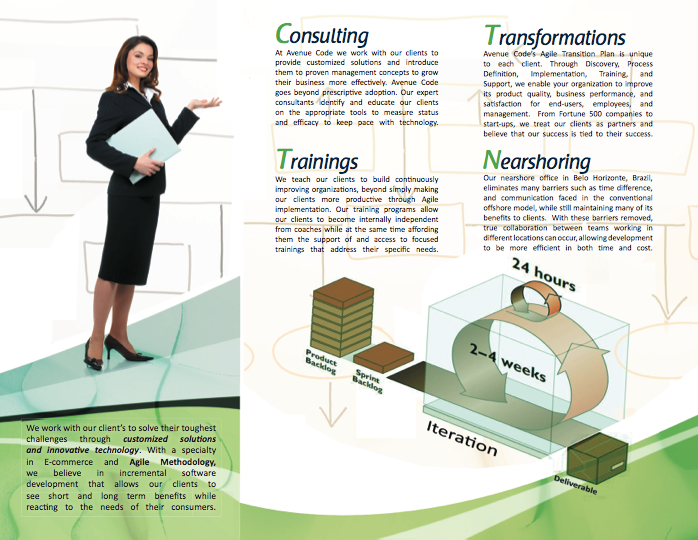 Consulting
At Avenue Code we work with our clients to
provide customized solutions and introduce
them to proven management concepts to grow
their business more effectively. Avenue Code
goes beyond prescriptive adoption. Our expert
consultants identify and educate our clients
on the appropriate tools to measure status
and efficacy to keep pace with technology.
Trainings
We teach our clients to build continuously
improving organizations, beyond simply making
our clients more productive through Agile
implementation. Our training programs allow
our clients to become internally independent
from coaches while at the same time affording
them the support of and access to focused
trainings that address their specific needs.
Transformations
Avenue Code's Agile Transition Plan is unique
to each client. Through Discovery, Process
Definition, Implementation, Training, and
Support, we enable your organization to improve
its product quality, business performance, and
satisfaction for end-users, employees, and
management. From Fortune 500 companies to
start-ups, we treat our clients as partners and
believe that our success is tied to their success.
Nearshoring
Our nearshore office in Belo Horizonte, Brazil,
eliminates many barriers such as time difference,
and communication faced in the conventional
offshore model, while still maintaining many of its
benefits to clients. With these barriers removed,
true collaboration between teams working in
different locations can occur, allowing development
to be more efficient in both time and cost.
24 hours
2–4 weeks
Product
Backlog
Sprint
Backlog
Iteration
Deliverable
We work with our client's to solve their toughest
challenges through customized solutions
and innovative technology. With a specialty
in E-commerce and Agile Methodology,
we believe in incremental software
development that allows our clients to
see short and long term benefits while
reacting to the needs of their consumers.